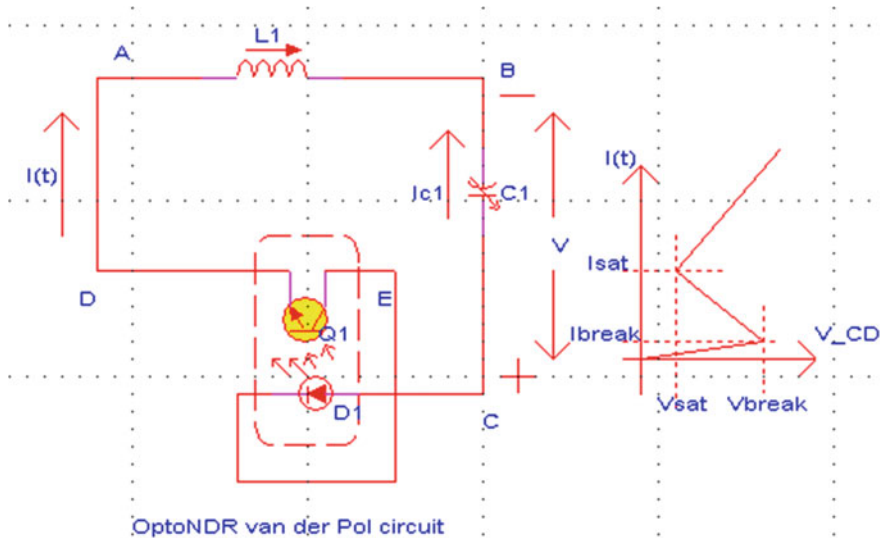 L1
A
B
I(t)
Ic1
C1
V
D
E
Q1
D1
C
I(t)
Isat
Ibreak
V_CD
Vsat
Vbreak
OptoNDR van der Pol circuit